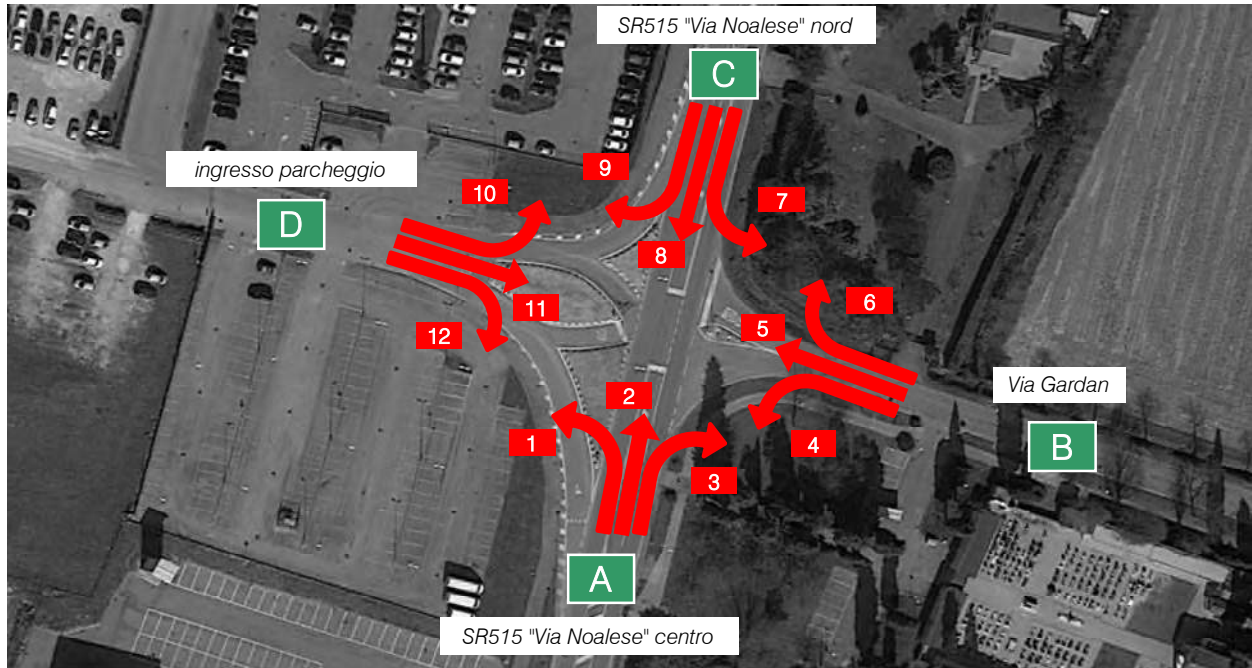 SR515 "Via Noalese" nord
C
ingresso parcheggio
9
10
7
D
8
6
11
5
12
Via Gardan
2
B
1
4
3
A
SR515 "Via Noalese" centro